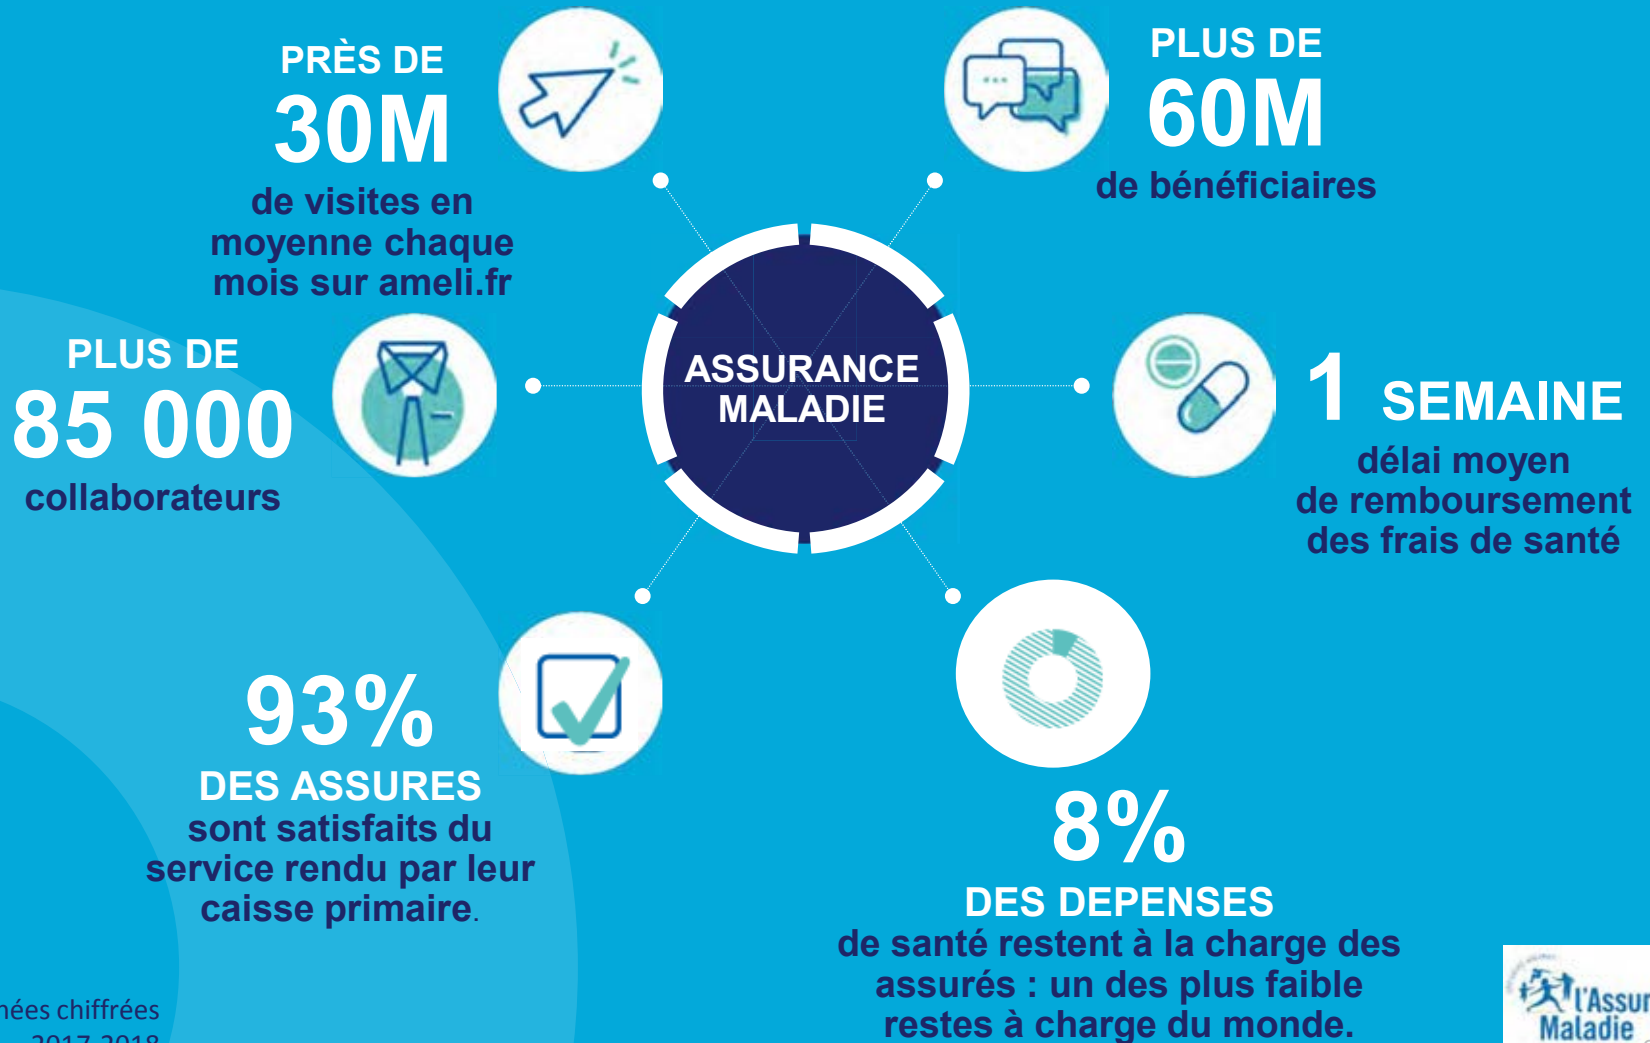 PRÈS DE
30M
de visites en
moyenne chaque
mois sur ameli.fr
PLUS DE
60M
de bénéficiaires
PLUS DE
85 000
collaborateurs
ASSURANCE
MALADIE
1 SEMAINE
délai moyen
de remboursement
des frais de santé
93%
DES ASSURES
sont satisfaits du
service rendu par leur
caisse primaire.
8%
DES DEPENSES
de santé restent à la charge des
assurés : un des plus faible
restes à charge du monde.
chiffrées
2017-2018
Maladie